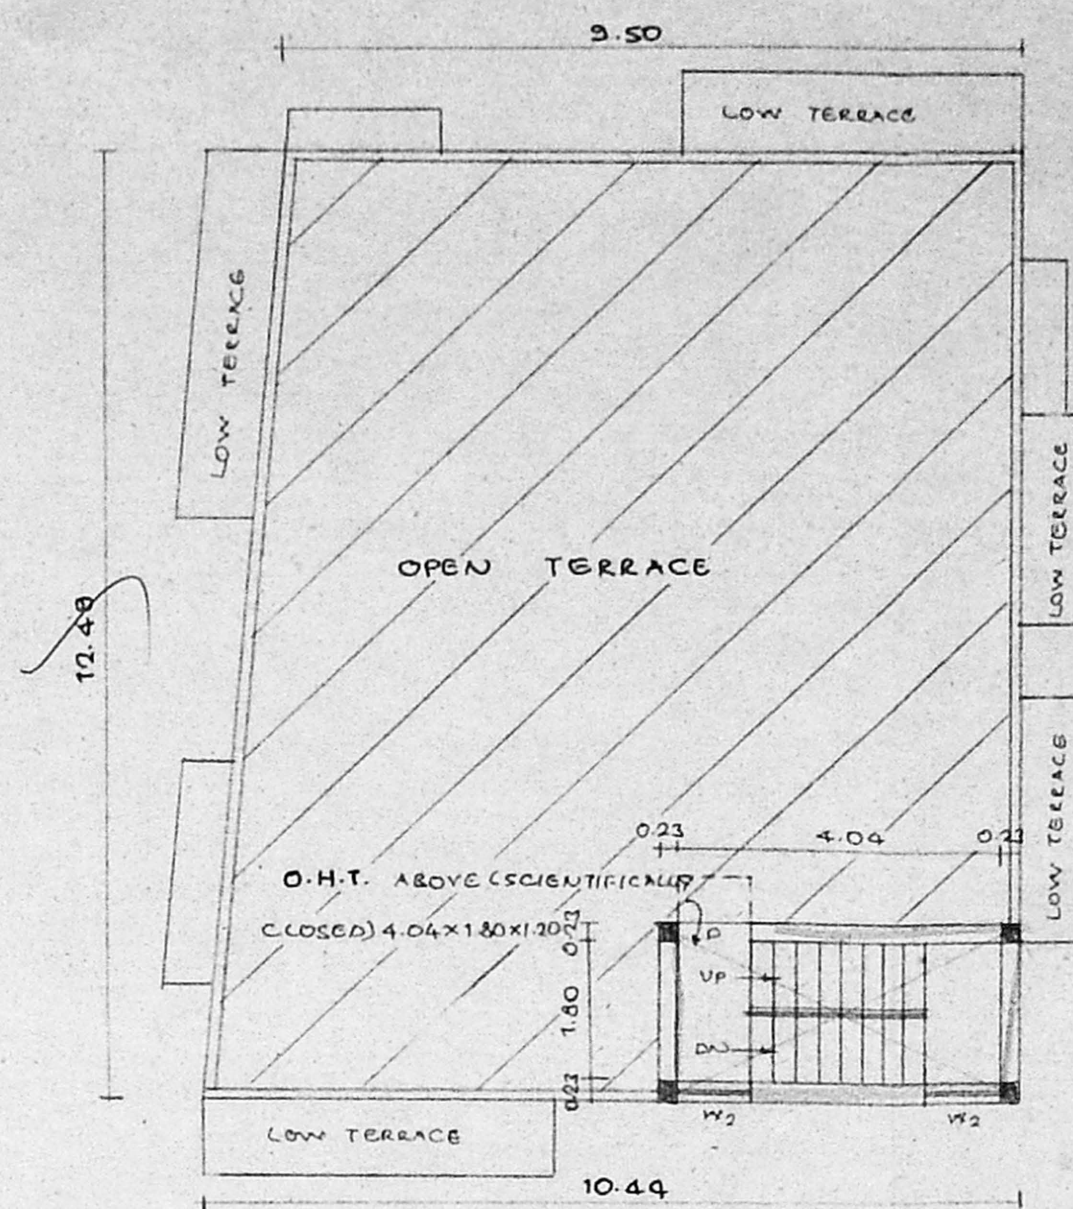 9.50
LOW TERRACE
LOW TERRACE
OPEN TERRACE
LOW TERRACE
12.48
LOW TERRACE
0.23
4.04
0.23
O.H.T. ABOVE (SCIENTIFICALLY
CLOSED) 4.04×1.80×1.20
0.23
D
UP
1.80
DN
0.23
W2
W2
LOW TERRACE
10.44